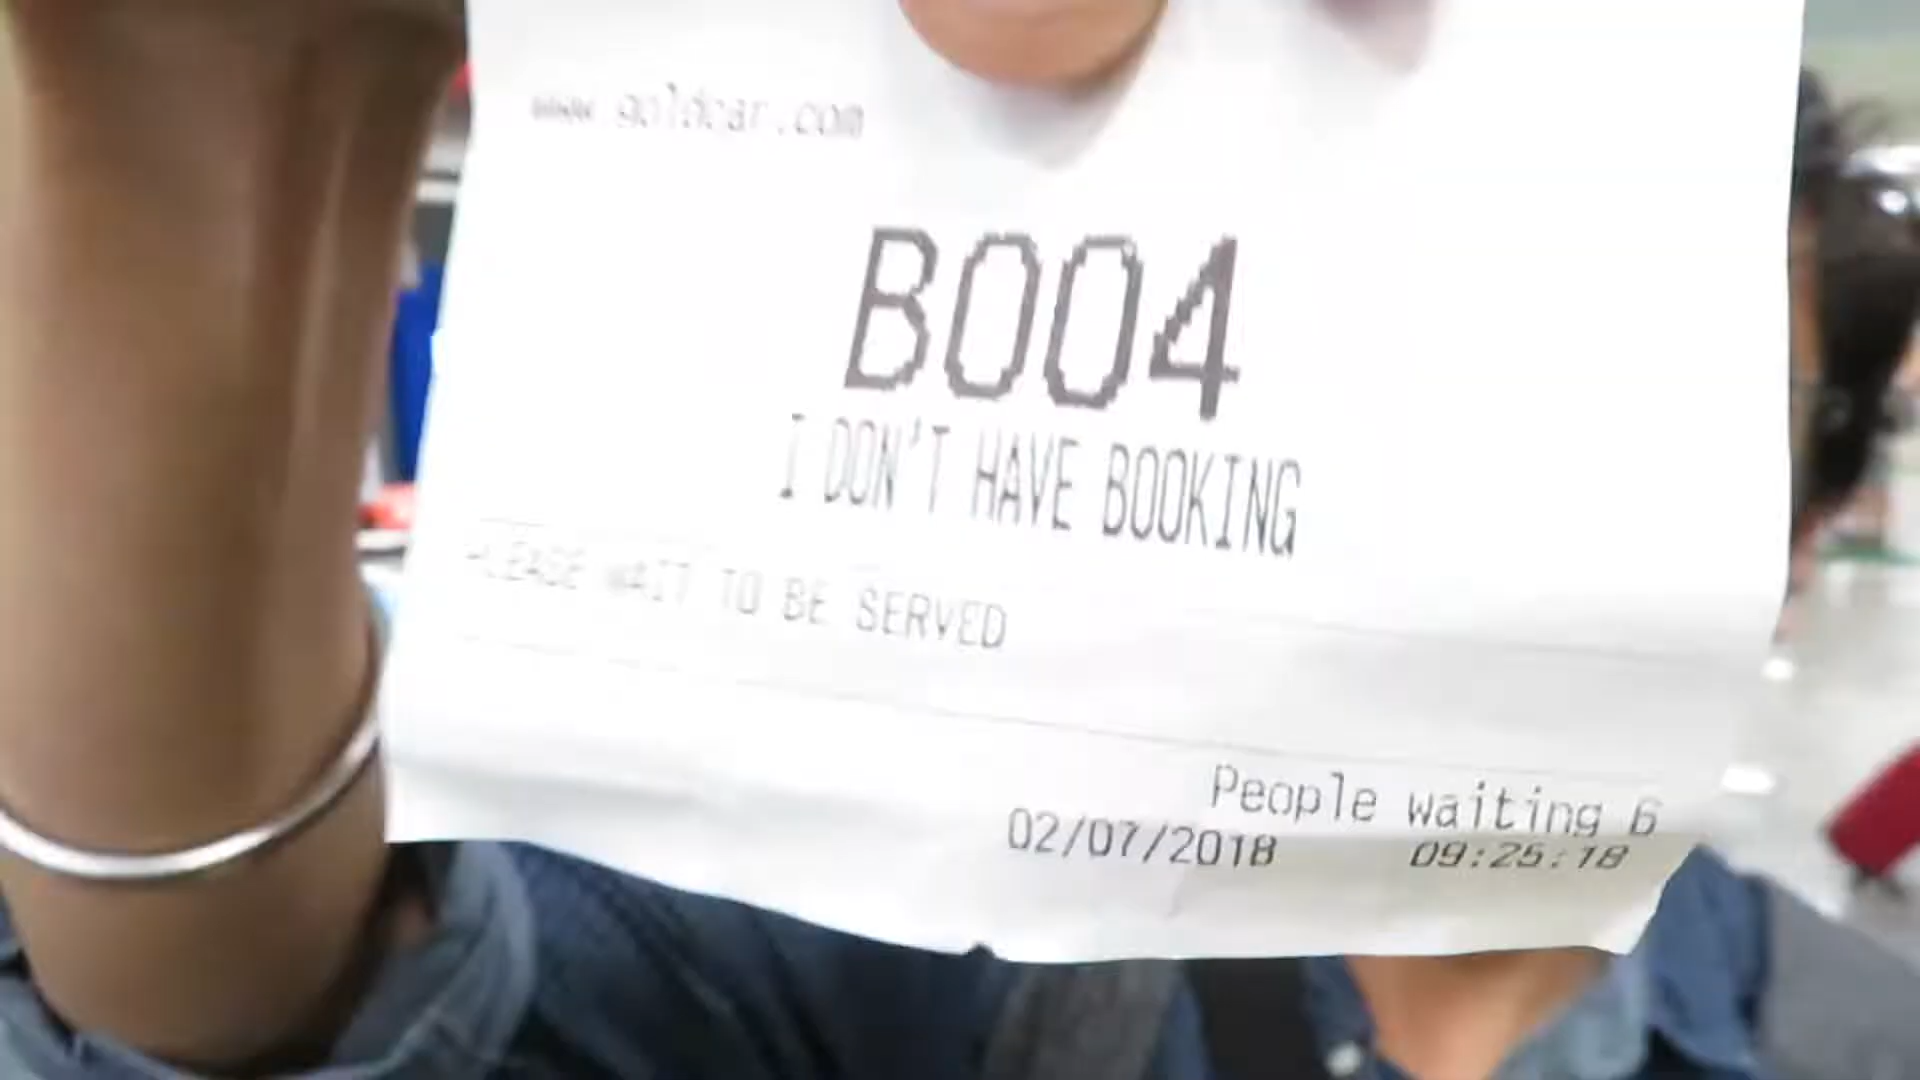 www.goldcar.com
B004
I DON'T HAVE BOOKING
PLEASE WAIT TO BE SERVED
People waiting 6
02/07/2018 09:25:18